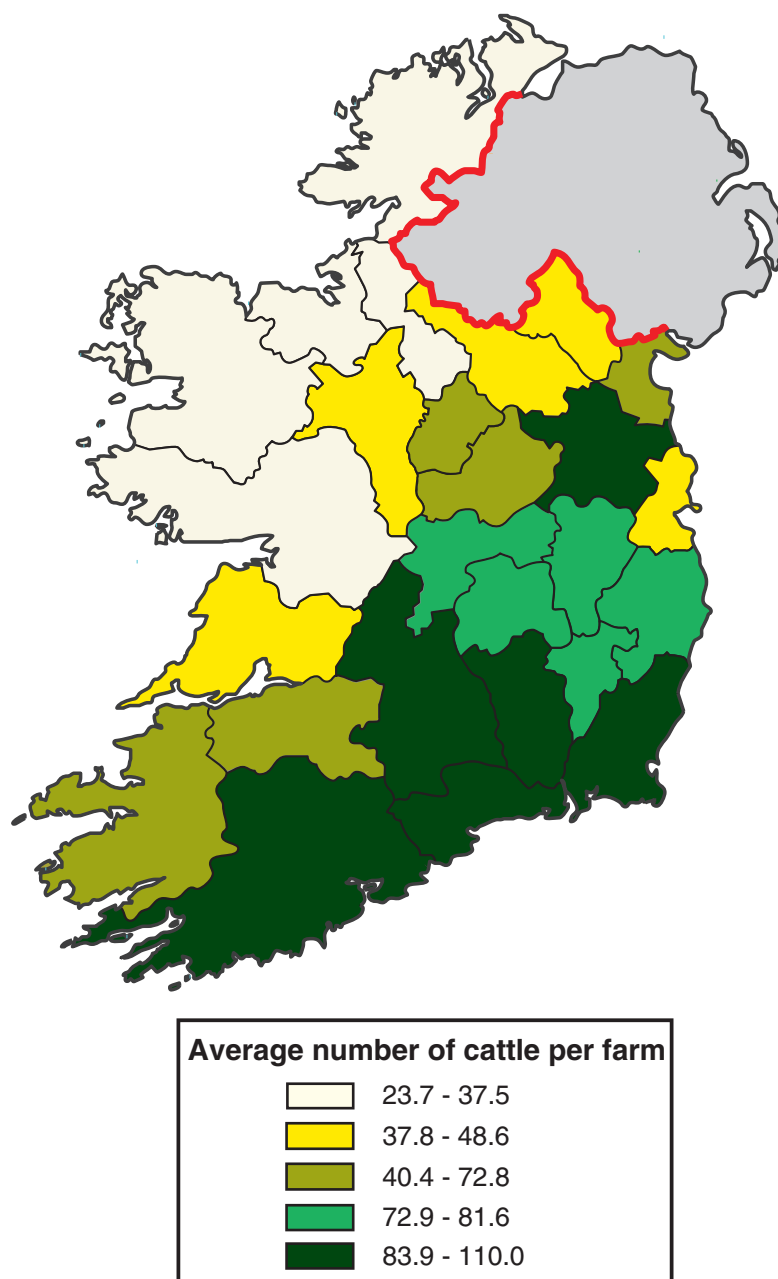 Average number of cattle per farm
23.7 - 37.5
37.8 - 48.6
40.4 - 72.8
72.9 - 81.6
83.9 - 110.0